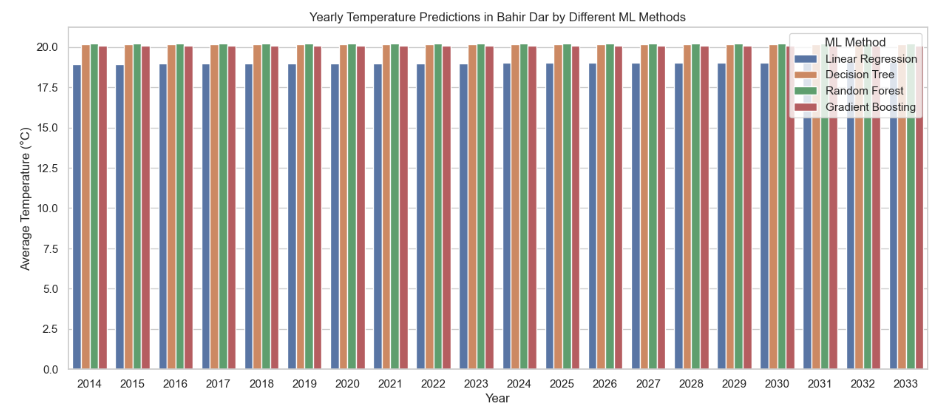 Yearly Temperature Predictions in Bahir Dar by Different ML Methods
ML Method
Linear Regression
Decision Tree
Random Forest
Gradient Boosting
Average Temperature (°C)
20.0
17.5
15.0
12.5
10.0
7.5
5.0
2.5
0.0
2014 2015 2016 2017 2018 2019 2020 2021 2022 2023 2024 2025 2026 2027 2028 2029 2030 2031 2032 2033
Year